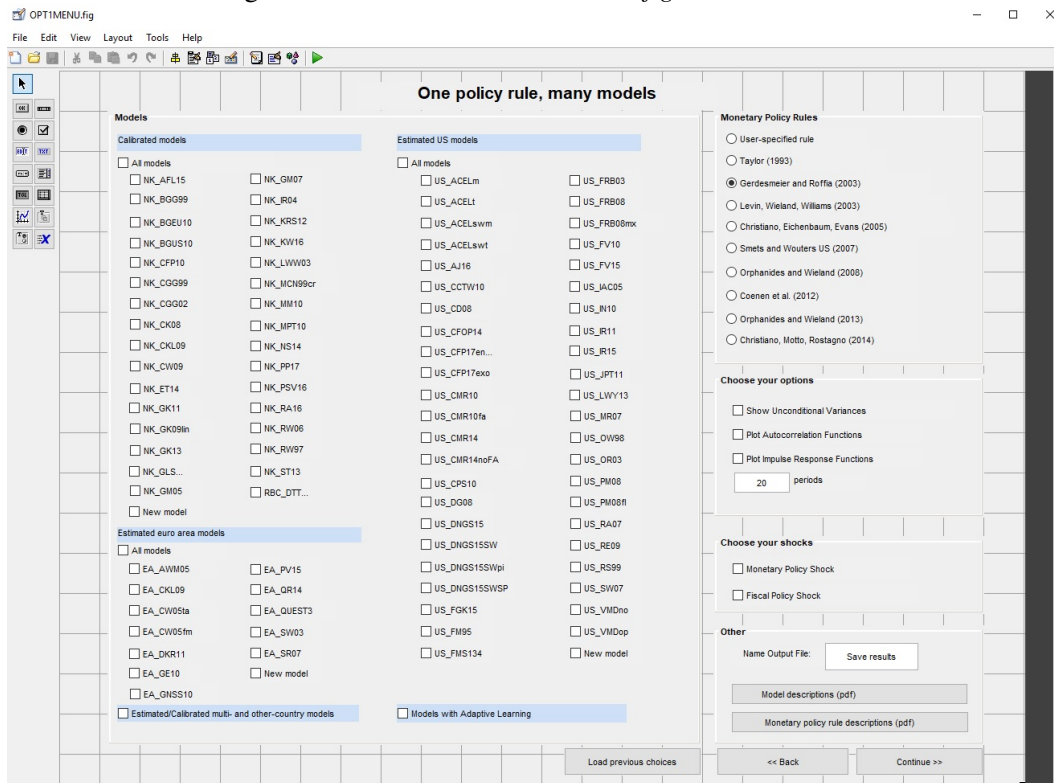 OPT1MENU.fig
File Edit View Layout Tools Help
One policy rule, many models
Models
Calibrated models
All models
NK_AFL15
NK_BGG99
NK_BGEU10
NK_BGUS10
NK_CFP10
NK_CGG99
NK_CGG02
NK_CK08
NK_CKL09
NK_CW09
NK_ET14
NK_GK11
NK_GK09lin
NK_GK13
NK_GLS...
NK_GM05
New model
NK_GM07
NK_IR04
NK_KRS12
NK_KW16
NK_LWW03
NK_MCN99cr
NK_MM10
NK_MPT10
NK_NS14
NK_PP17
NK_PSV16
NK_RA16
NK_RW06
NK_RW97
NK_ST13
RBC_DTT...
Estimated euro area models
All models
EA_AWM05
EA_CKL09
EA_CW05ta
EA_CW05fm
EA_DKR11
EA_GE10
EA_GNSS10
EA_PV15
EA_QR14
EA_QUEST3
EA_SW03
EA_SR07
New model
Estimated/Calibrated multi- and other-country models
Estimated US models
All models
US_ACELm
US_ACELt
US_ACELswm
US_ACELswt
US_AJ16
US_CCTW10
US_CD08
US_CFOP14
US_CFP17en...
US_CFP17exo
US_CMR10
US_CMR10fa
US_CMR14
US_CMR14noFA
US_CPS10
US_DG08
US_DNGS15
US_DNGS15SW
US_DNGS15SWpi
US_DNGS15SWSP
US_FGK15
US_FM95
US_FMS134
US_FRB03
US_FRB08
US_FRB08mx
US_FV10
US_FV15
US_IAC05
US_IN10
US_IR11
US_IR15
US_JPT11
US_LWY13
US_MR07
US_OW98
US_OR03
US_PM08
US_PM08fl
US_RA07
US_RE09
US_RS99
US_SW07
US_VMDno
US_VMDop
New model
Models with Adaptive Learning
Monetary Policy Rules
User-specified rule
Taylor (1993)
Gerdesmeier and Roffia (2003)
Levin, Wieland, Williams (2003)
Christiano, Eichenbaum, Evans (2005)
Smets and Wouters US (2007)
Orphanides and Wieland (2008)
Coenen et al. (2012)
Orphanides and Wieland (2013)
Christiano, Motto, Rostagno (2014)
Choose your options
Show Unconditional Variances
Plot Autocorrelation Functions
Plot Impulse Response Functions
20 periods
Choose your shocks
Monetary Policy Shock
Fiscal Policy Shock
Other
Name Output File: Save results
Model descriptions (pdf)
Monetary policy rule descriptions (pdf)
Load previous choices
<< Back
Continue >>